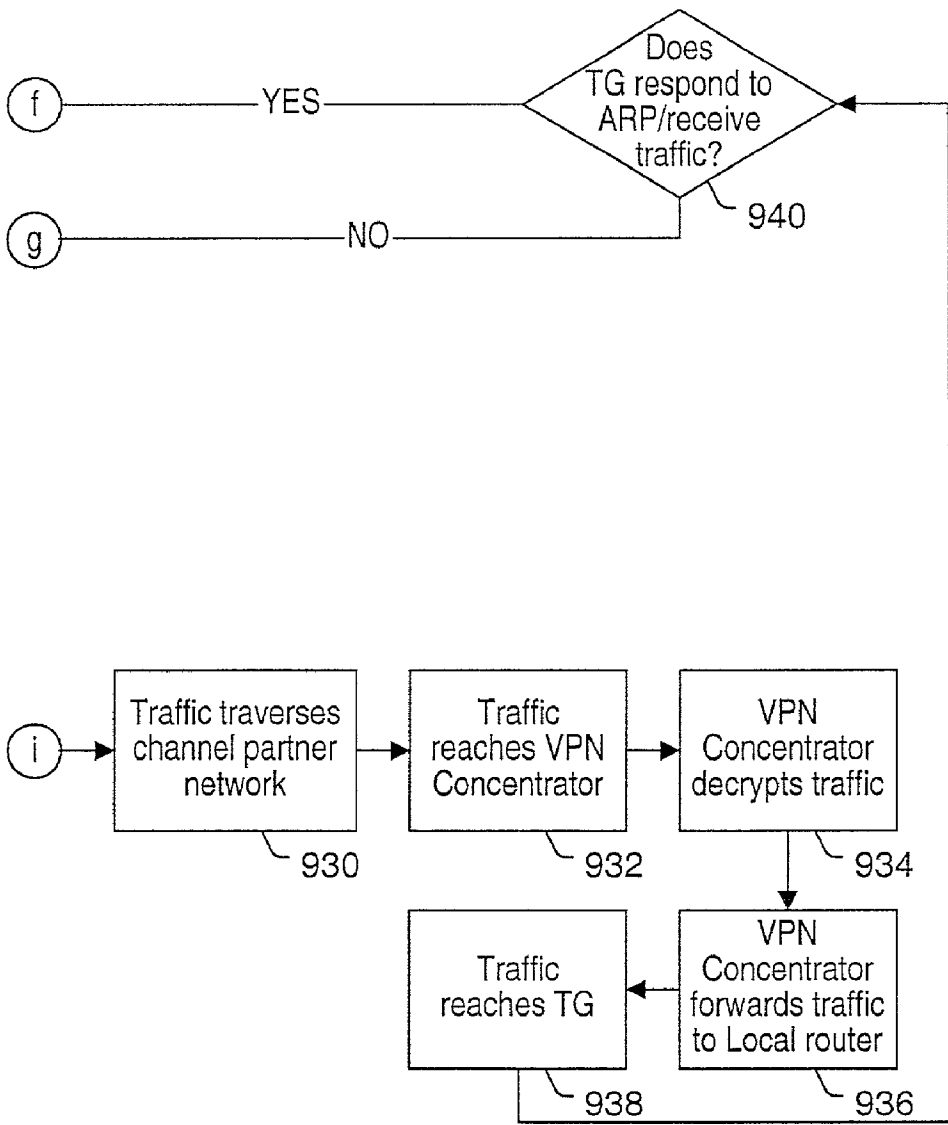 Does
TG respond to
ARP/receive
traffic?
f
YES
940
g
NO
i
Traffic traverses
channel partner
network
930
Traffic
reaches VPN
Concentrator
932
VPN
Concentrator
decrypts traffic
934
VPN
Concentrator
forwards traffic
to Local router
936
Traffic
reaches TG
938